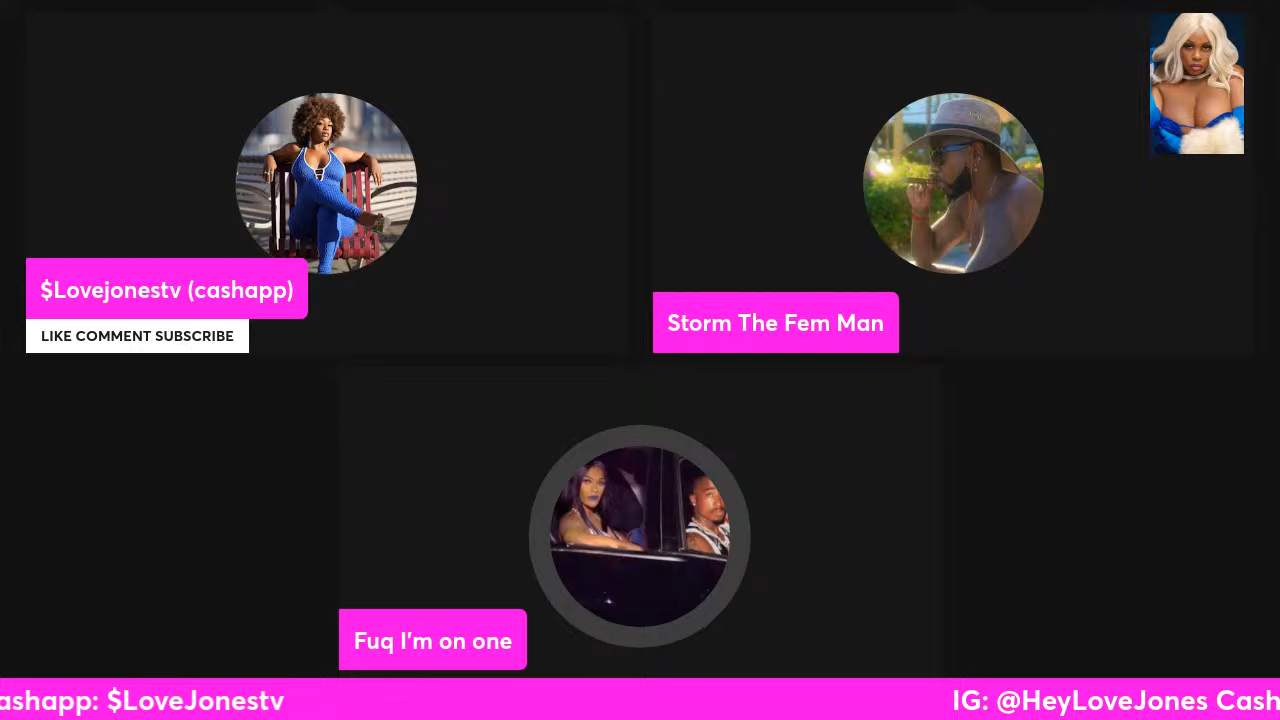 $Lovejonestv (cashapp)
LIKE COMMENT SUBSCRIBE
Storm The Fem Man
Fuq I'm on one
ashapp: $LoveJonestv
IG: @HeyLoveJones Cash